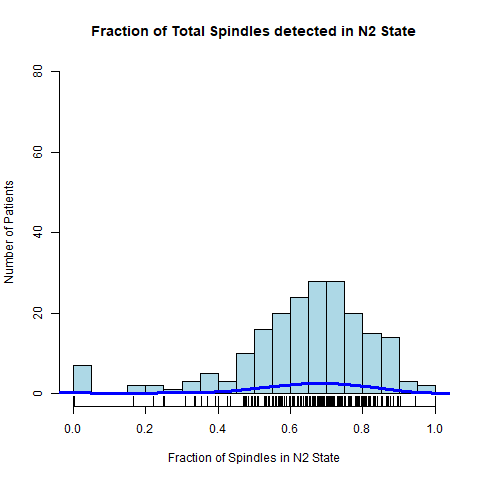 Fraction of Total Spindles detected in N2 State
Number of Patients
80
60
40
20
0
0.0 0.2 0.4 0.6 0.8 1.0
Fraction of Spindles in N2 State